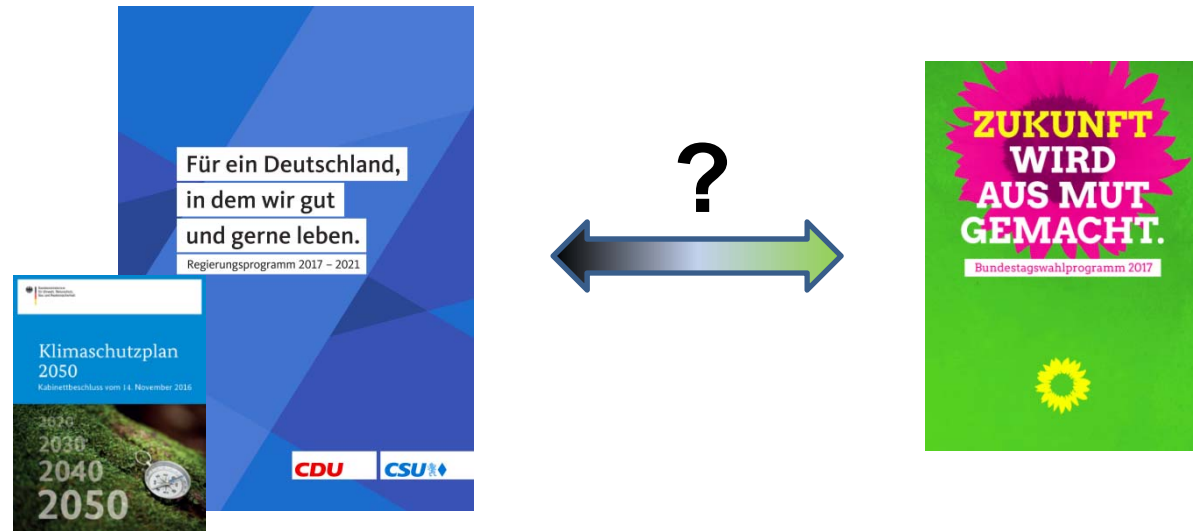 Für ein Deutschland,
in dem wir gut
und gerne leben.
Regierungsprogramm 2017 – 2021
CDU
CSU
Klimaschutzplan
2050
Kabinettbeschluss vom 14. November 2016
2020
2030
2040
2050
?
ZUKUNFT
WIRD
AUS MUT
GEMACHT.
Bundestagswahlprogramm 2017